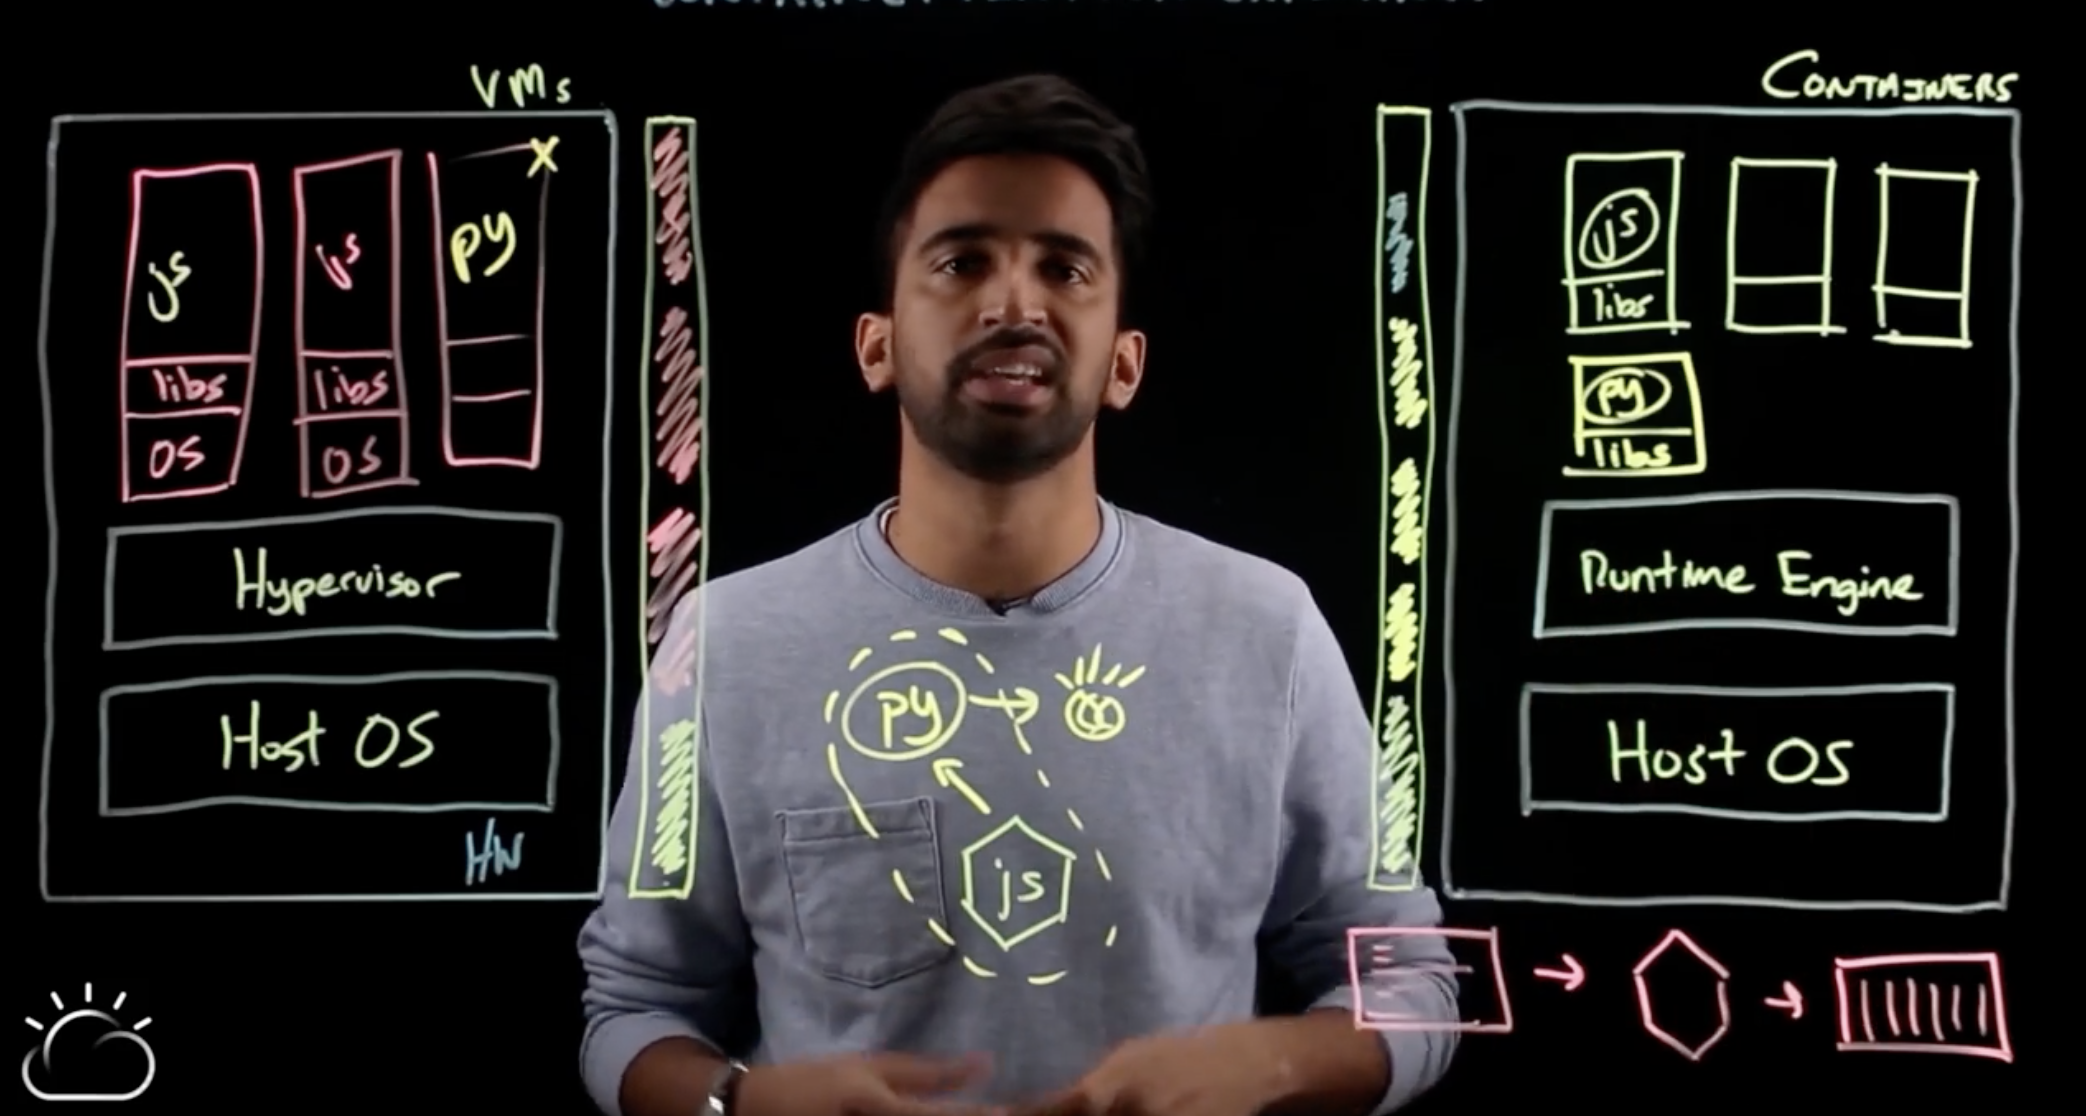 VMs
js
js
py
libs
libs
OS
OS
Hypervisor
Host OS
HW
py
js
CONTAINERS
js
libs
py
libs
Runtime Engine
Host OS